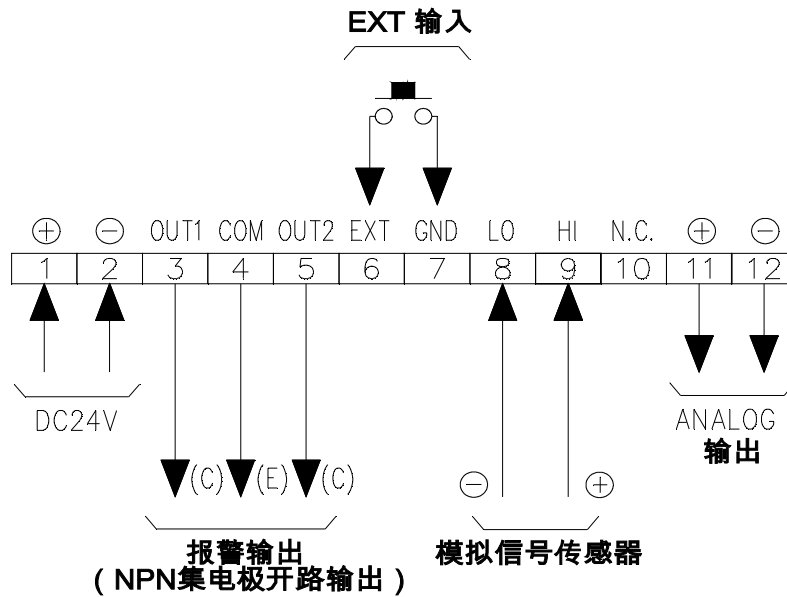 EXT 输入
⊕ ⊖ OUT1 COM OUT2 EXT GND LO HI N.C. ⊕ ⊖
1 2 3 4 5 6 7 8 9 10 11 12
DC24V
ANALOG
输出
(C) (E) (C)
⊖ ⊕
报警输出
(NPN集电极开路输出)
模拟信号传感器